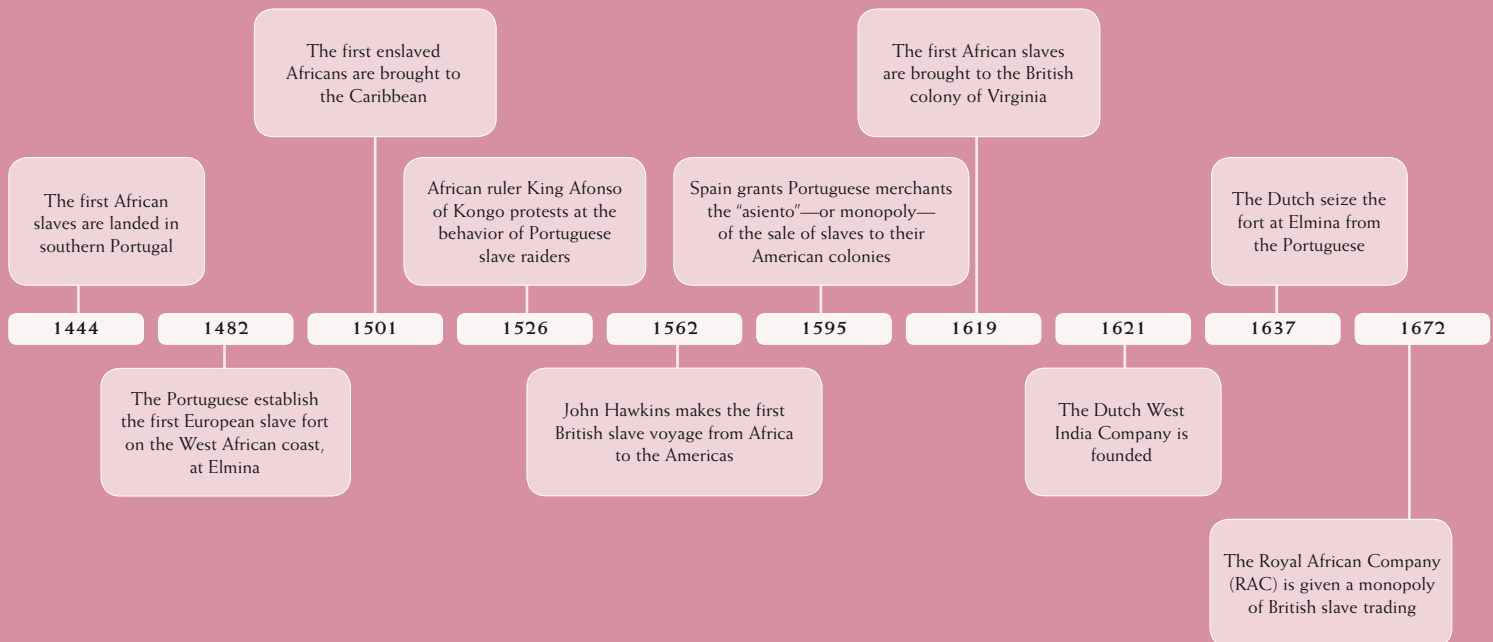 The first enslaved
Africans are brought to
the Caribbean
The first African slaves
are brought to the British
colony of Virginia
The first African
slaves are landed in
southern Portugal
African ruler King Afonso
of Kongo protests at the
behavior of Portuguese
slave raiders
Spain grants Portuguese merchants
the “asiento”—or monopoly—
of the sale of slaves to their
American colonies
The Dutch seize the
fort at Elmina from
the Portuguese
1444 1482 1501 1526 1562 1595 1619 1621 1637 1672
The Portuguese establish
the first European slave fort
on the West African coast,
at Elmina
John Hawkins makes the first
British slave voyage from Africa
to the Americas
The Dutch West
India Company is
founded
The Royal African Company
(RAC) is given a monopoly
of British slave trading